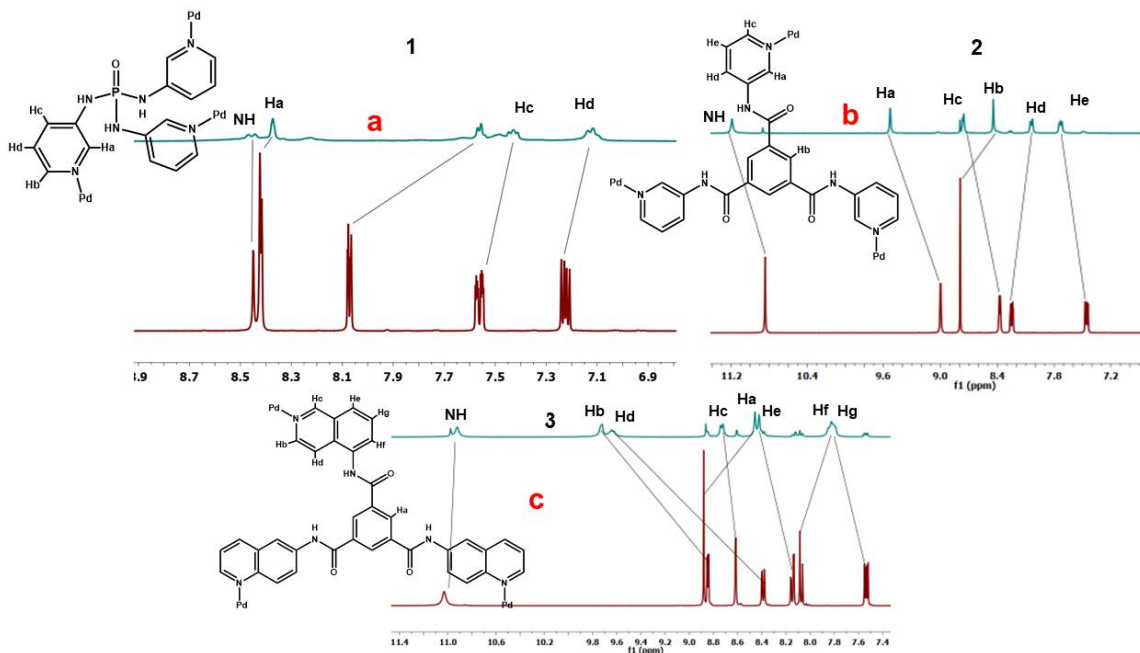 Pd
1
N
O
HN P N
H
NH Ha
a
Hc Hd
Hc
HN
Pd
N
Hd Ha
Hb N
Pd
8.9 8.5 8.1 7.7 7.5 7.3 7.1 6.9
Hc Pd
2
He N
Hd Ha
HN O
NH
Ha Hc Hb Hd He
b
Hb
Pd
N
H
N
O
O
H
N
N
Pd
11.2 10.4 9.6 9.0 8.4 7.8 7.2
f1 (ppm)
Pd Hc He
N Hg
Hb Hf
Hd
HN O
NH
3
Hb Hd Hc Ha He Hf Hg
c
Ha
H
N
O
O
H
N
N
Pd
N
Pd
11.4 11.0 10.6 10.2 9.8 9.6 9.4 9.2 9.0 8.8 8.6 8.4 8.2 8.0 7.8 7.6 7.4
f1 (ppm)